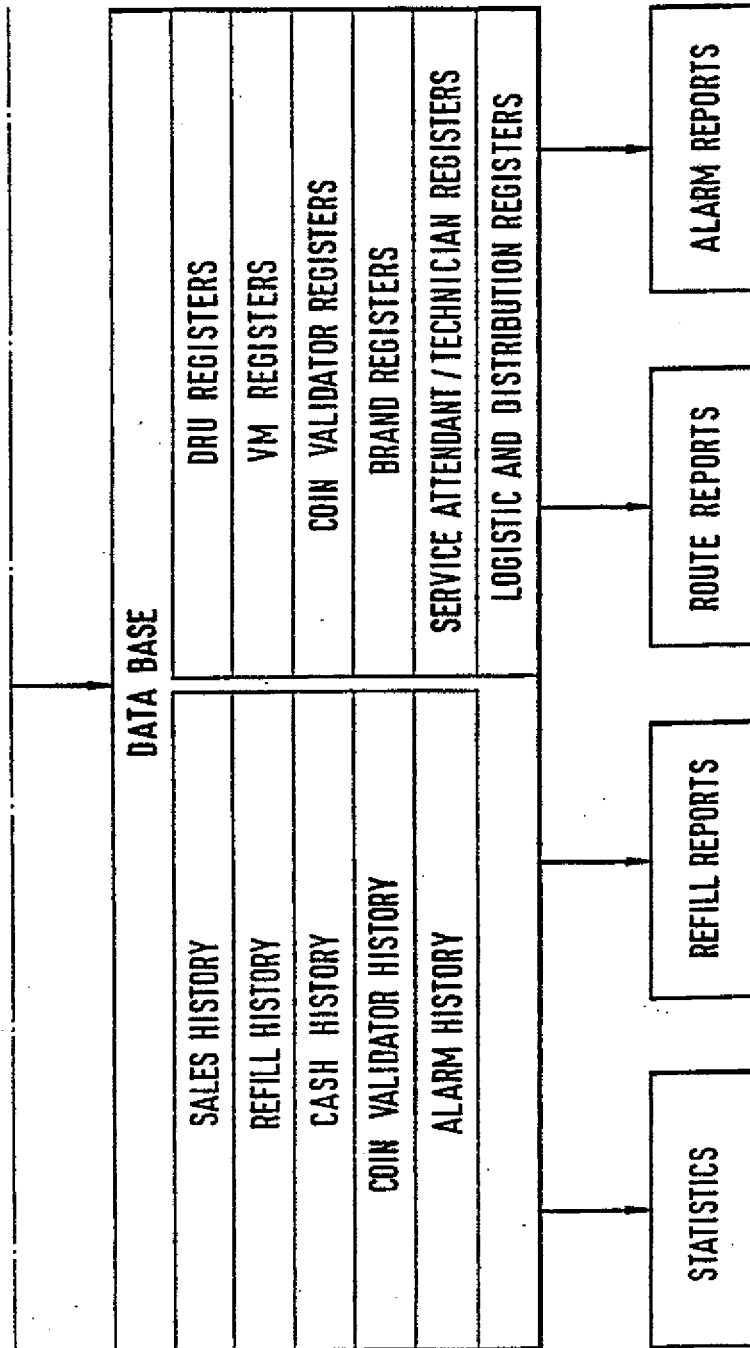 DATA BASE
SALES HISTORY
REFILL HISTORY
CASH HISTORY
COIN VALIDATOR HISTORY
ALARM HISTORY
DRU REGISTERS
VM REGISTERS
COIN VALIDATOR REGISTERS
BRAND REGISTERS
SERVICE ATTENDANT/TECHNICIAN REGISTERS
LOGISTIC AND DISTRIBUTION REGISTERS
STATISTICS
REFILL REPORTS
ROUTE REPORTS
ALARM REPORTS